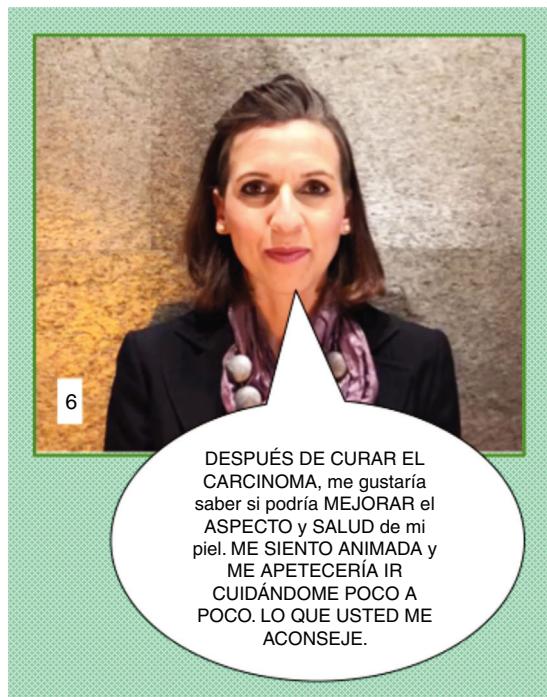 6
DESPUÉS DE CURAR EL
CARCINOMA, me gustaría
saber si podría MEJORAR el
ASPECTO y SALUD de mi
piel. ME SIENTO ANIMADA y
ME APETECERÍA IR
CUIDÁNDOME POCO A
POCO. LO QUE USTED ME
ACONSEJE.